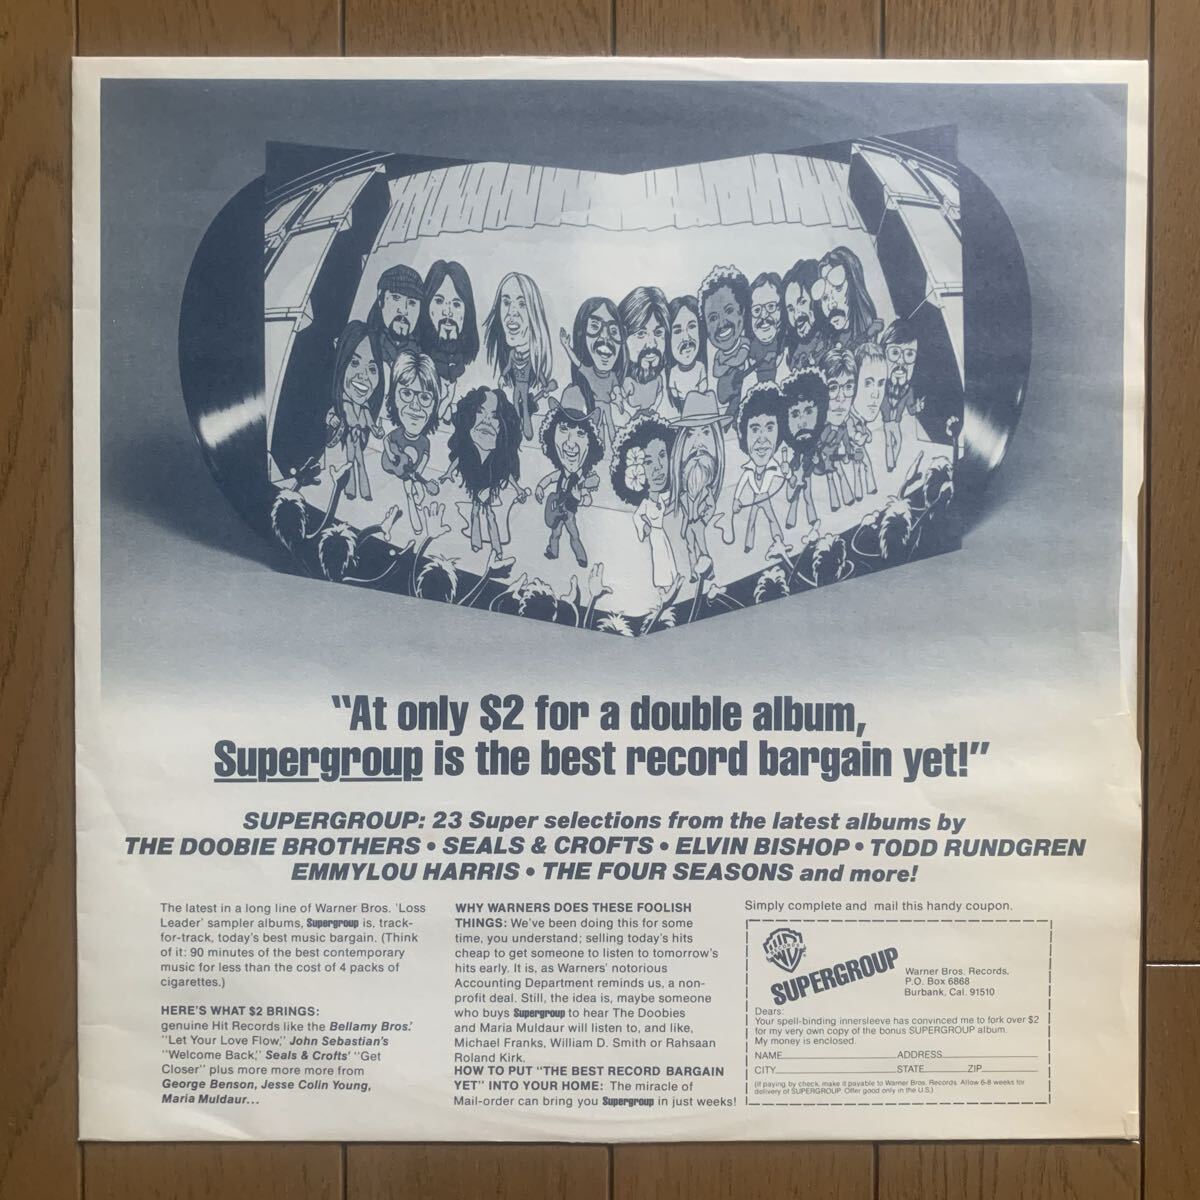 "At only $2 for a double album,
Supergroup is the best record bargain yet!"
SUPERGROUP: 23 Super selections from the latest albums by
THE DOOBIE BROTHERS • SEALS & CROFTS • ELVIN BISHOP • TODD RUNDGREN
EMMYLOU HARRIS • THE FOUR SEASONS and more!
The latest in a long line of Warner Bros. 'Loss
Leader' sampler albums, Supergroup is, track-
for-track, today's best music bargain. (Think
of it: 90 minutes of the best contemporary
music for less than the cost of 4 packs of
cigarettes.)
HERE'S WHAT $2 BRINGS:
genuine Hit Records like the Bellamy Bros.'
"Let Your Love Flow," John Sebastian's
"Welcome Back," Seals & Crofts' "Get
Closer" plus more more more from
George Benson, Jesse Colin Young,
Maria Muldaur...
WHY WARNERS DOES THESE FOOLISH
THINGS: We've been doing this for some
time, you understand; selling today's hits
cheap to get someone to listen to tomorrow's
hits early. It is, as Warners' notorious
Accounting Department reminds us, a non-
profit deal. Still, the idea is, maybe someone
who buys Supergroup to hear The Doobies
and Maria Muldaur will listen to, and like,
Michael Franks, William D. Smith or Rahsaan
Roland Kirk.
HOW TO PUT "THE BEST RECORD BARGAIN
YET" INTO YOUR HOME: The miracle of
Mail-order can bring you Supergroup in just weeks!
Simply complete and mail this handy coupon.
RECORDS
SUPERGROUP
Warner Bros. Records,
P.O. Box 6868
Burbank, Cal. 91510
Dears:
Your spell-binding innersleeve has convinced me to fork over $2
for my very own copy of the bonus SUPERGROUP album.
My money is enclosed.
NAME ADDRESS
CITY STATE ZIP
(If paying by check, make it payable to Warner Bros. Records. Allow 6-8 weeks for
delivery of SUPERGROUP. Offer good only in the U.S.)